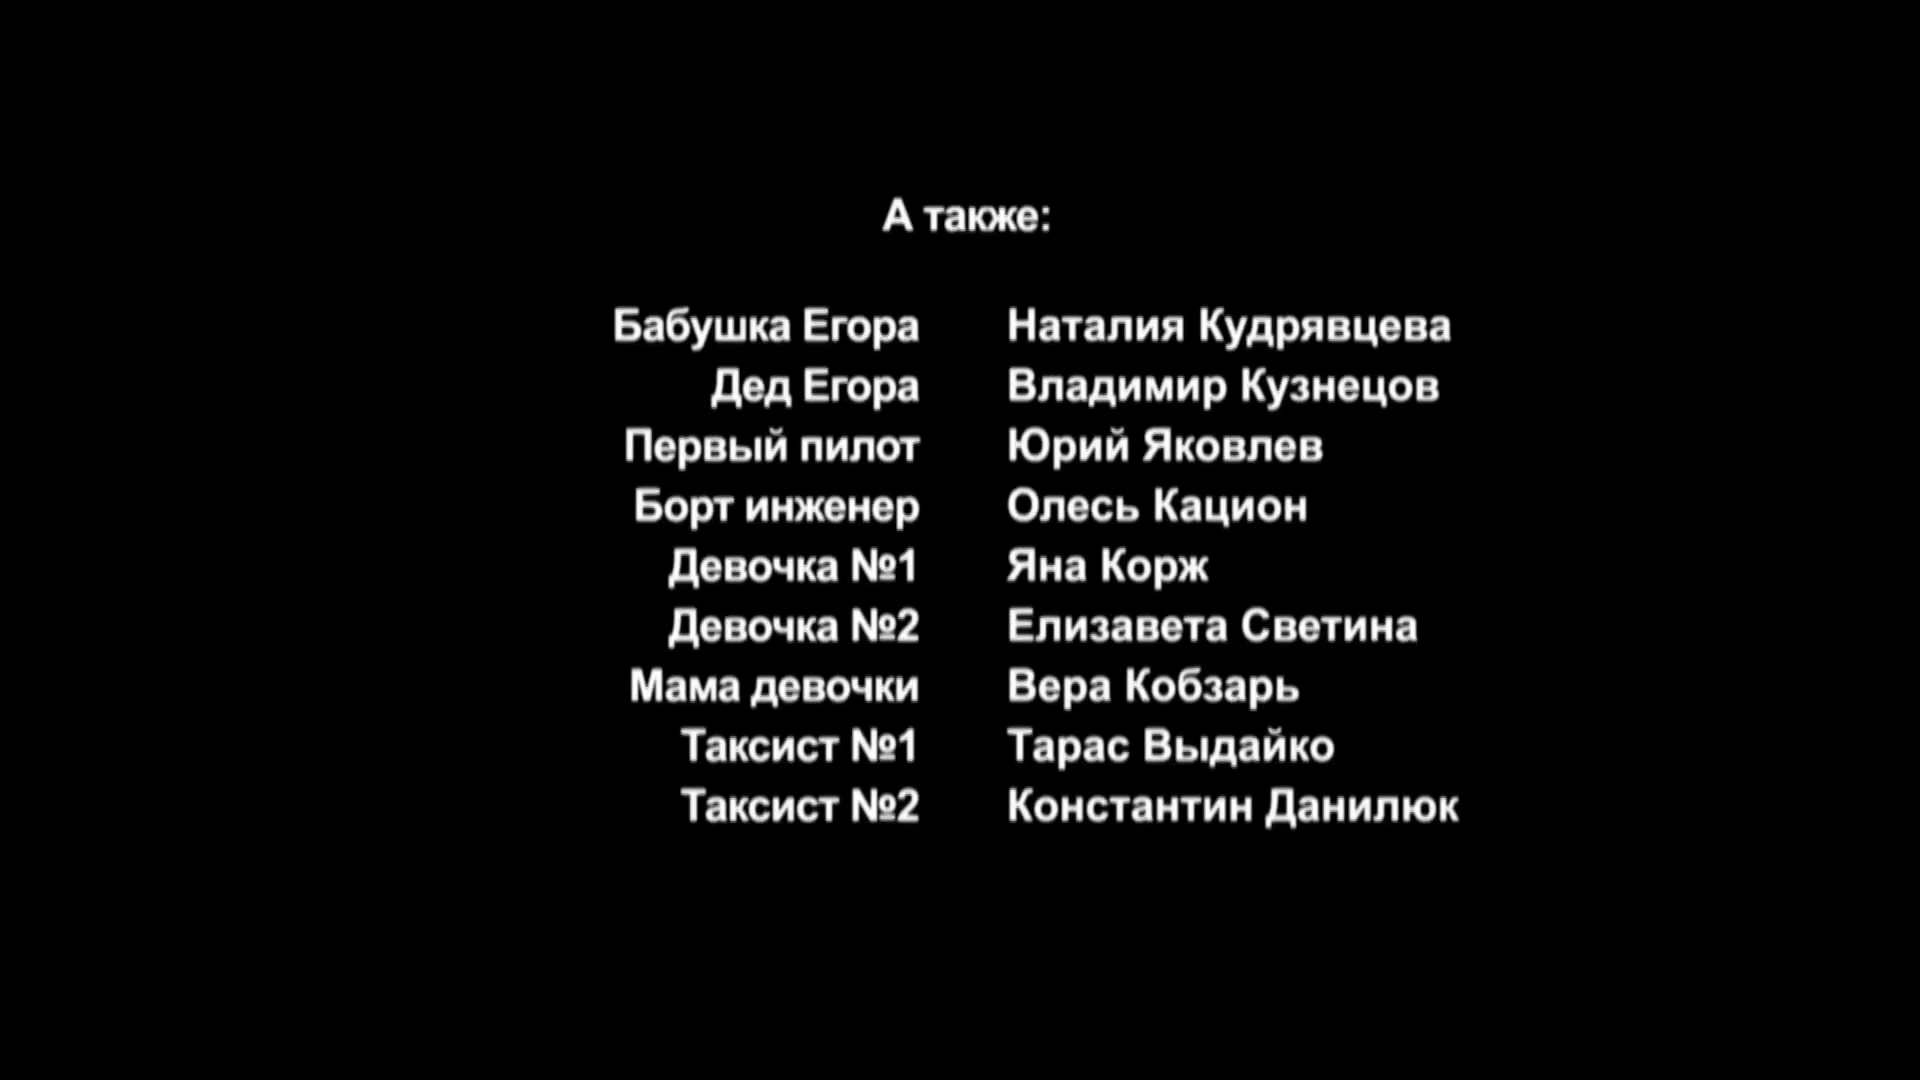 А также:
Бабушка Егора Наталия Кудрявцева
Дед Егора Владимир Кузнецов
Первый пилот Юрий Яковлев
Борт инженер Олесь Кацион
Девочка №1 Яна Корж
Девочка №2 Елизавета Светина
Мама девочки Вера Кобзарь
Таксист №1 Тарас Выдайко
Таксист №2 Константин Данилюк